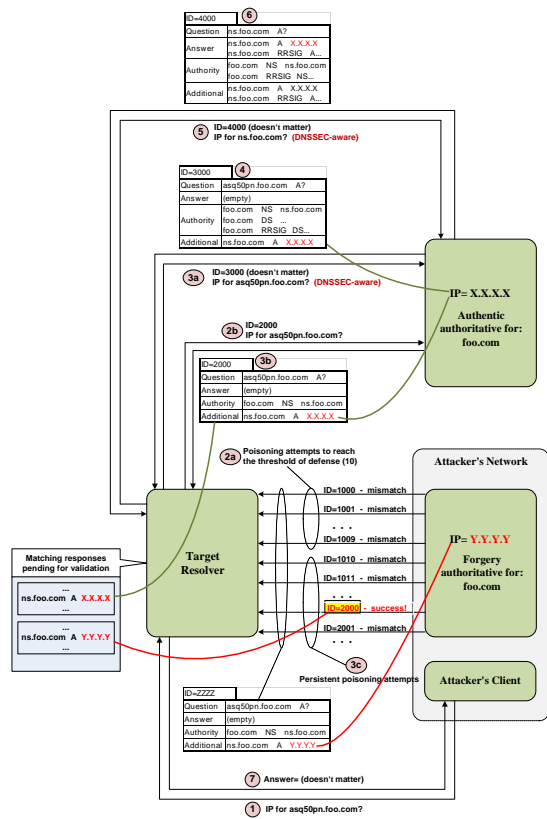 6
ID=4000
Question ns.foo.com A?
Answer ns.foo.com A X.X.X.X
ns.foo.com RRSIG A...
Authority foo.com NS ns.foo.com
foo.com RRSIG NS...
Additional ns.foo.com A X.X.X.X
ns.foo.com RRSIG A...
5 ID=4000 (doesn't matter)
IP for ns.foo.com? (DNSSEC-aware)
4
ID=3000
Question asq50pn.foo.com A?
Answer (empty)
Authority foo.com NS ns.foo.com
foo.com DS ...
foo.com RRSIG DS...
Additional ns.foo.com A X.X.X.X
3a ID=3000 (doesn't matter)
IP for asq50pn.foo.com? (DNSSEC-aware)
IP= X.X.X.X
Authentic
authoritative for:
foo.com
2b ID=2000
IP for asq50pn.foo.com?
3b
ID=2000
Question asq50pn.foo.com A?
Answer (empty)
Authority foo.com NS ns.foo.com
Additional ns.foo.com A X.X.X.X
2a Poisoning attempts to reach
the threshold of defense (10)
Attacker's Network
ID=1000 - mismatch
ID=1001 - mismatch
. . .
ID=1009 - mismatch
ID=1010 - mismatch
ID=1011 - mismatch
. . .
ID=2000 - success!
ID=2001 - mismatch
. . .
IP= Y.Y.Y.Y
Forgery
authoritative for:
foo.com
Target
Resolver
Matching responses
pending for validation
...
ns.foo.com A X.X.X.X
...
...
ns.foo.com A Y.Y.Y.Y
...
3c
Persistent poisoning attempts
Attacker's Client
ID=ZZZZ
Question asq50pn.foo.com A?
Answer (empty)
Authority foo.com NS ns.foo.com
Additional ns.foo.com A Y.Y.Y.Y
7 Answer= (doesn't matter)
1 IP for asq50pn.foo.com?